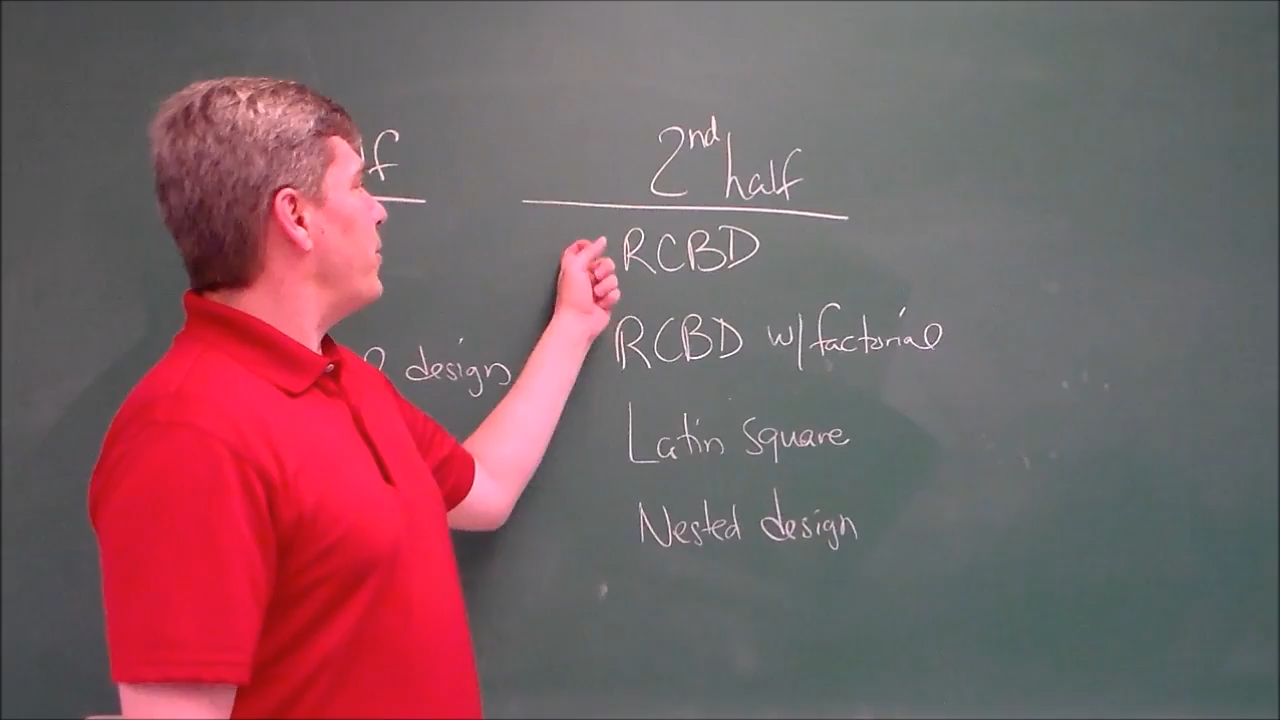 2nd half
RCBD
RCBD w/factorial
design
Latin Square
Nested design